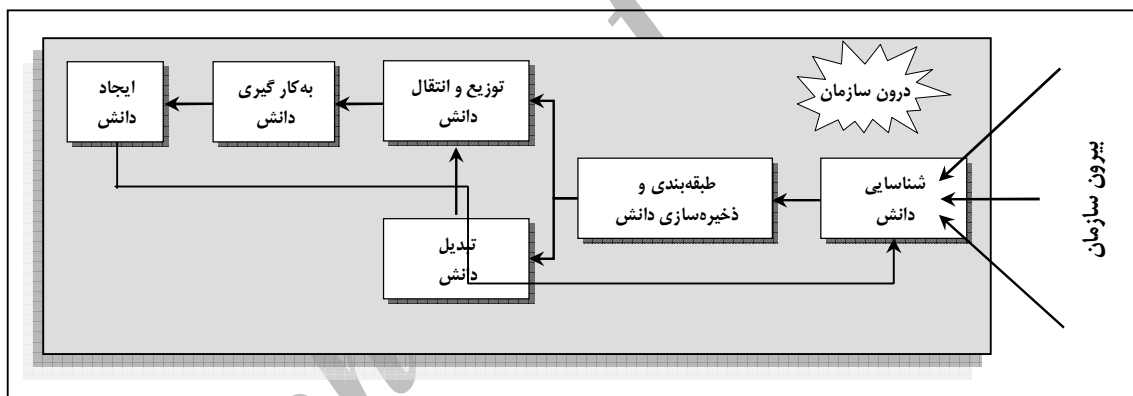 بیرون سازمان
درون سازمان
شناسایی
دانش
طبقه‌بندی و
ذخیره‌سازی دانش
توزیع و انتقال
دانش
تبدیل
دانش
به‌کار گیری
دانش
ایجاد
دانش